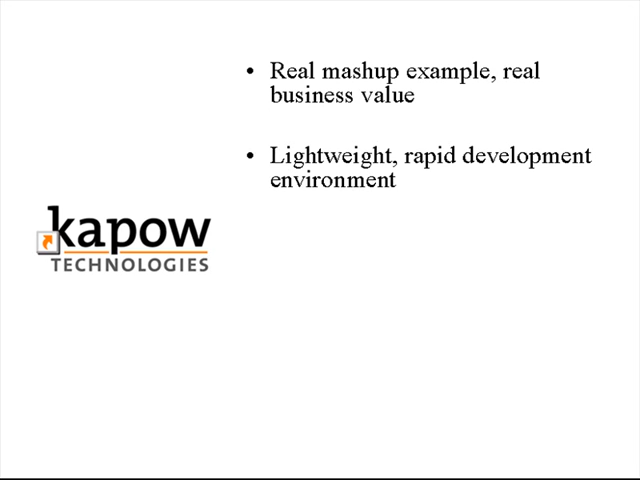 • Real mashup example, real
business value
• Lightweight, rapid development
environment
kapow
TECHNOLOGIES